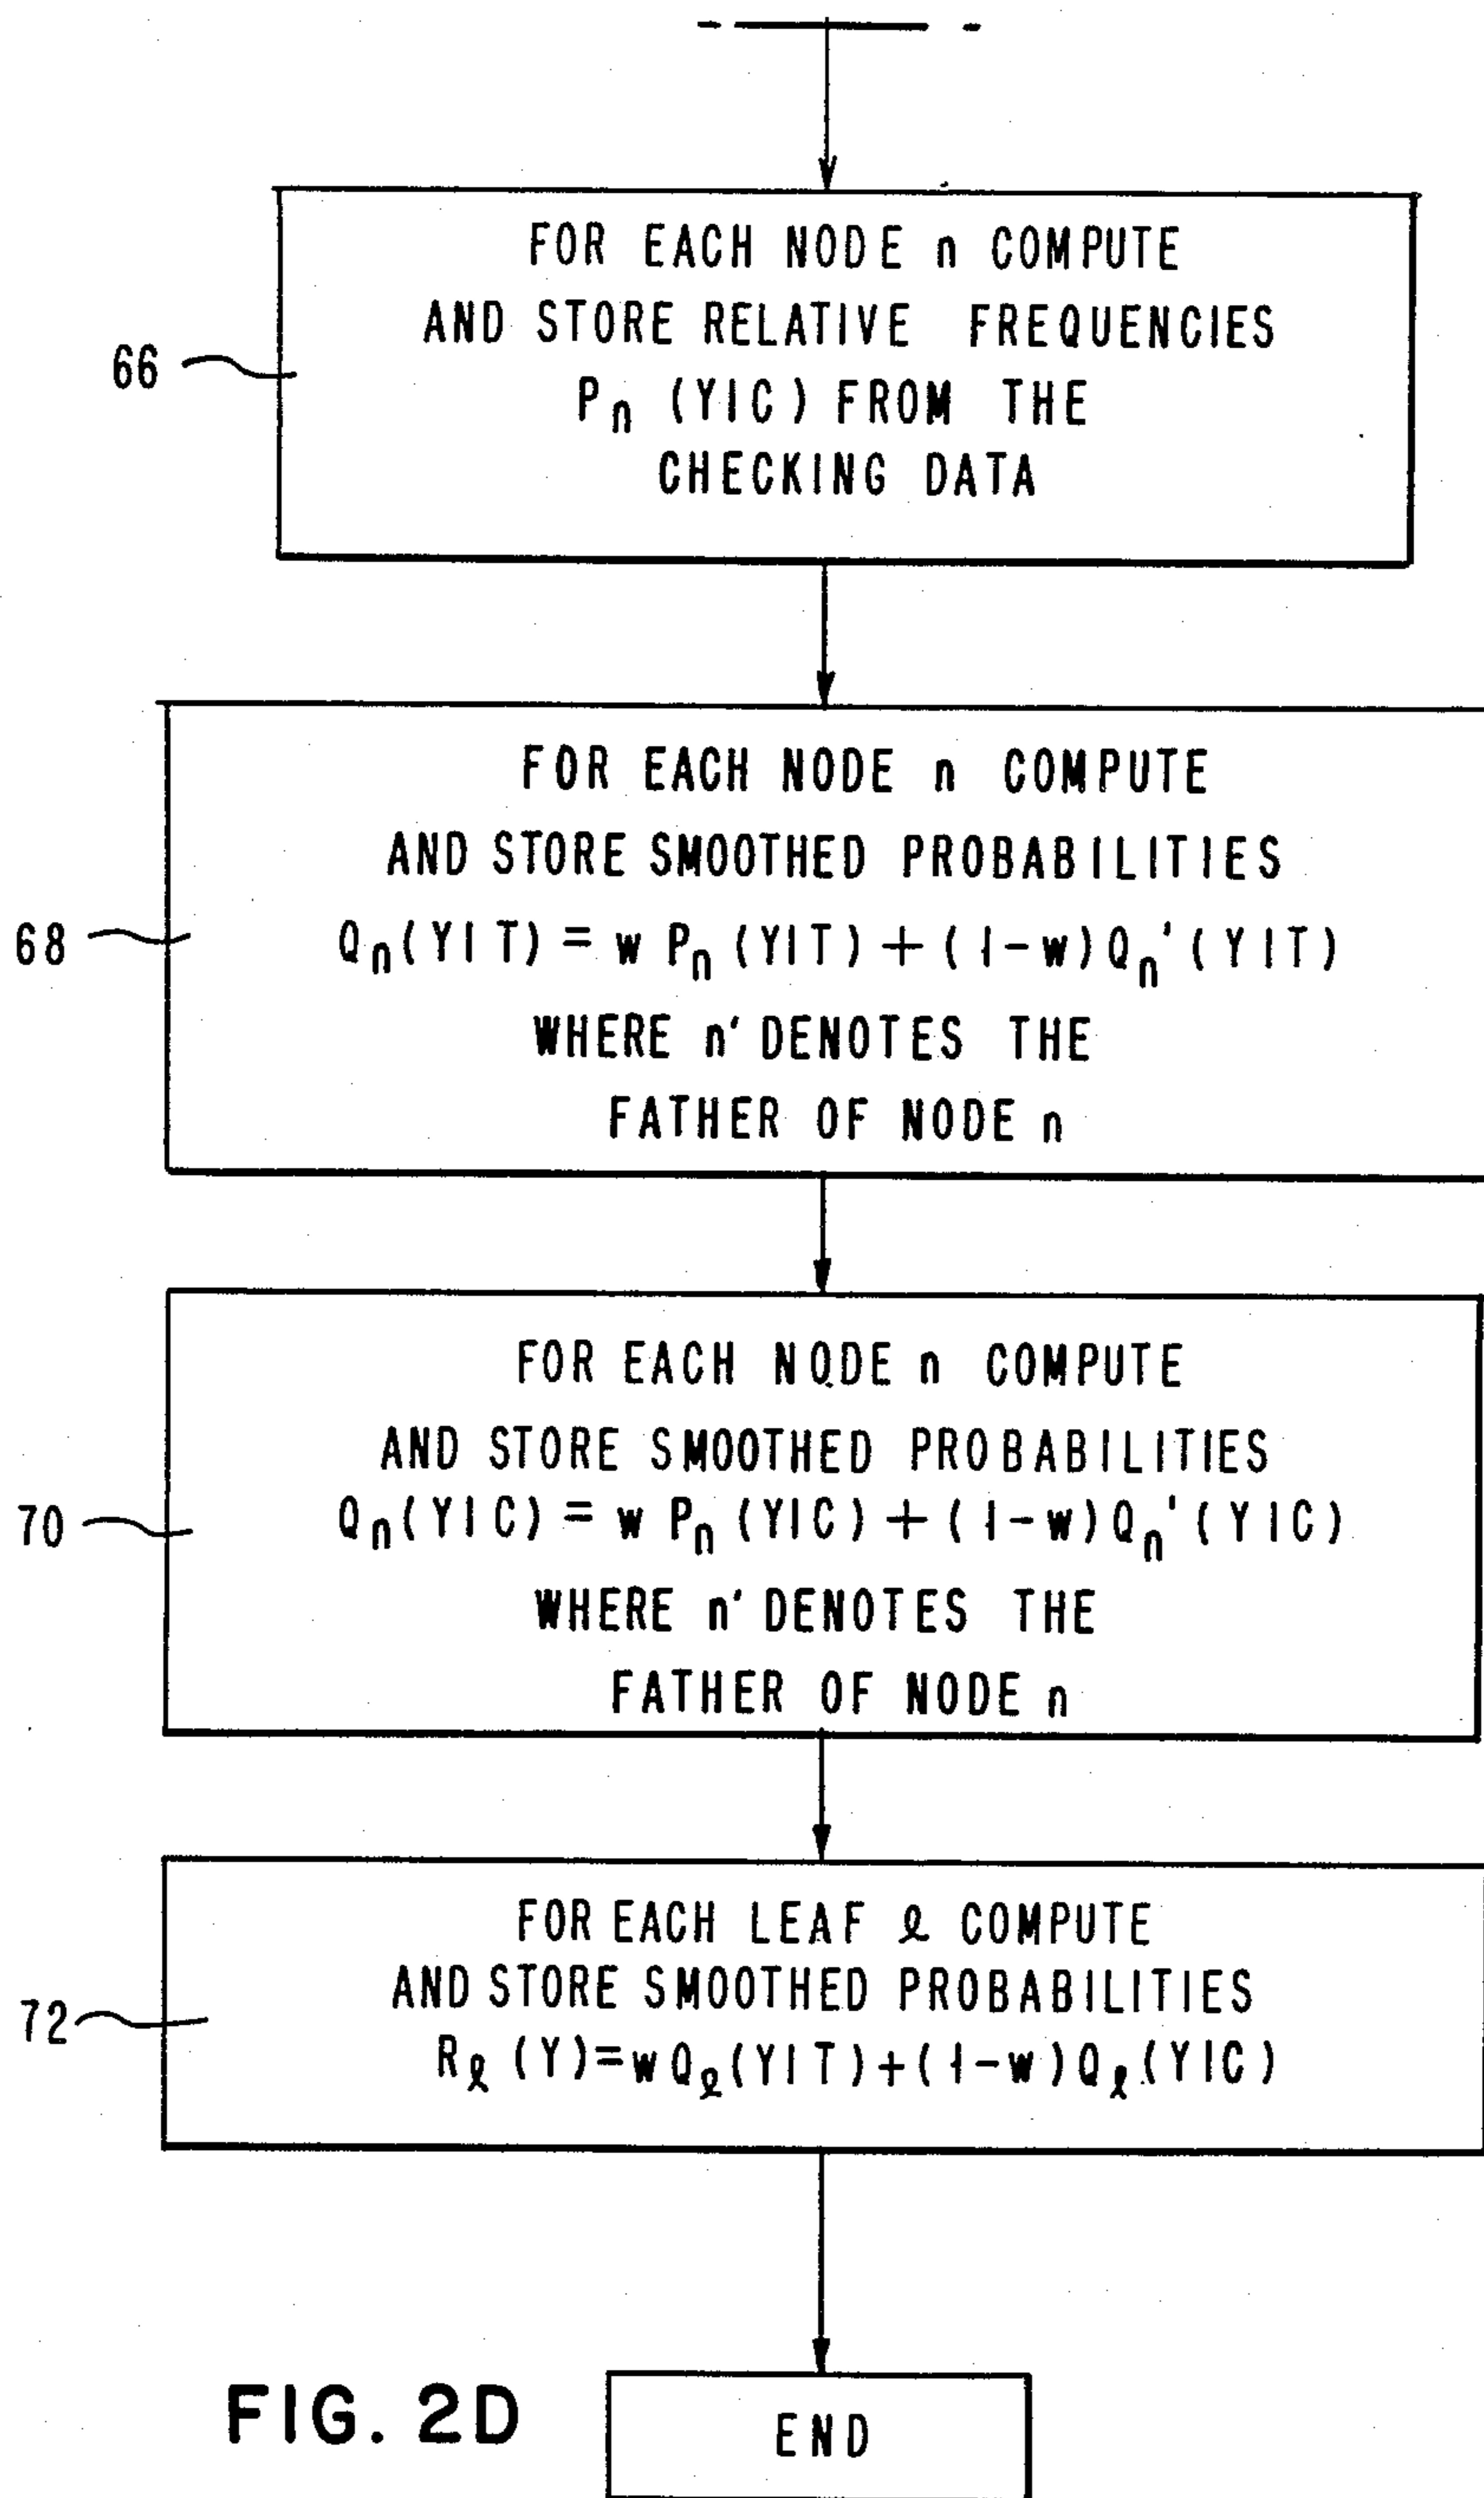 FOR EACH NODE n COMPUTE
AND STORE RELATIVE FREQUENCIES
66
Pn (Y|C) FROM THE
CHECKING DATA
FOR EACH NODE n COMPUTE
AND STORE SMOOTHED PROBABILITIES
68
Qn(Y|T) = w Pn (Y|T) + (1-w) Qn'(Y|T)
WHERE n' DENOTES THE
FATHER OF NODE n
FOR EACH NODE n COMPUTE
AND STORE SMOOTHED PROBABILITIES
70
Qn(Y|C) = w Pn (Y|C) + (1-w) Qn'(Y|C)
WHERE n' DENOTES THE
FATHER OF NODE n
FOR EACH LEAF ℓ COMPUTE
AND STORE SMOOTHED PROBABILITIES
72
Rℓ (Y)=w Qℓ(Y|T)+(1-w) Qℓ(Y|C)
FIG. 2D
END